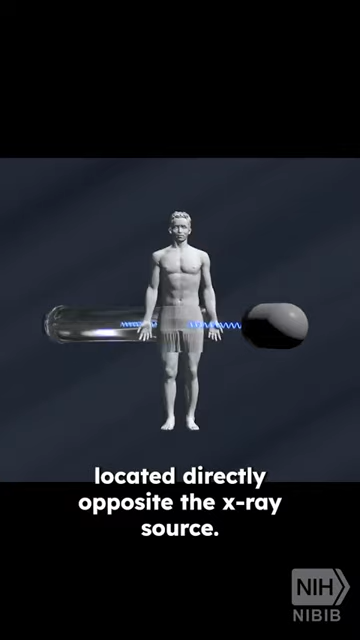 located directly
opposite the x-ray
source.
NIH
NIBIB